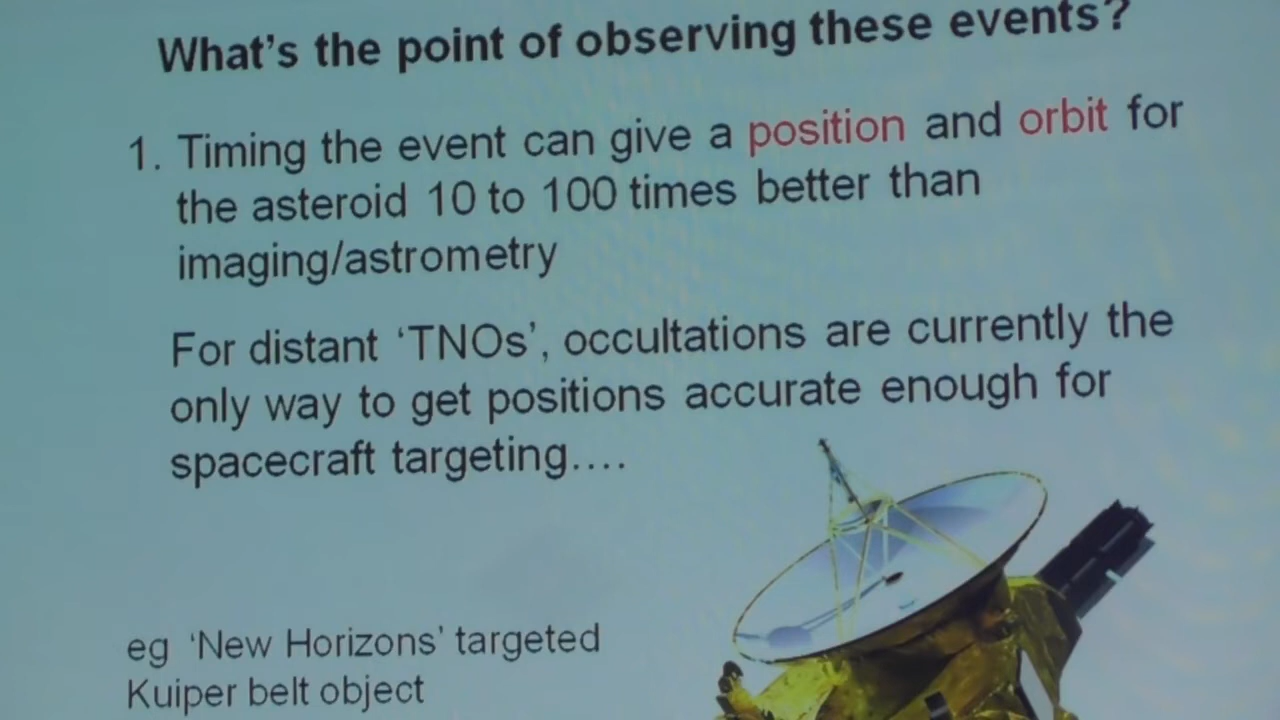 What's the point of observing these events?
1. Timing the event can give a position and orbit for
the asteroid 10 to 100 times better than
imaging/astrometry
For distant ‘TNOs’, occultations are currently the
only way to get positions accurate enough for
spacecraft targeting....
eg ‘New Horizons’ targeted
Kuiper belt object